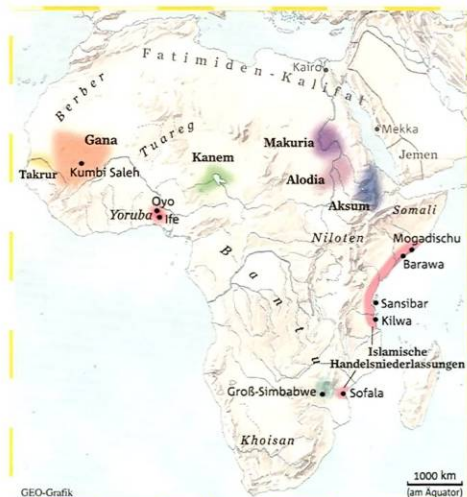 Fatimiden-Kalifat
Kairo
Berber
Mekka
Tuareg
Gana
Makuria
Jemen
Kanem
Takrur
Kumbi Saleh
Alodia
Oyo
Aksum
Somali
Yoruba
Ife
Niloten
Mogadischu
Barawa
Bantu
Sansibar
Kilwa
Islamische
Handelsniederlassungen
Groß-Simbabwe
Sofala
Khoisan
1000 km
GEO-Grafik
(am Äquator)